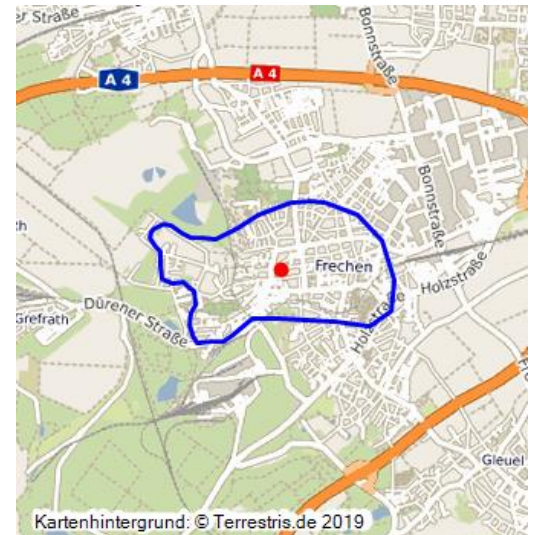 er Straße
Bonnstraße
A 4
A 4
Bonnstraße
th
Frechen
Holzstraße
Dürener Straße
Grefrath
Holzstraße
Gleuel
Kartenhintergrund: © Terrestris.de 2019